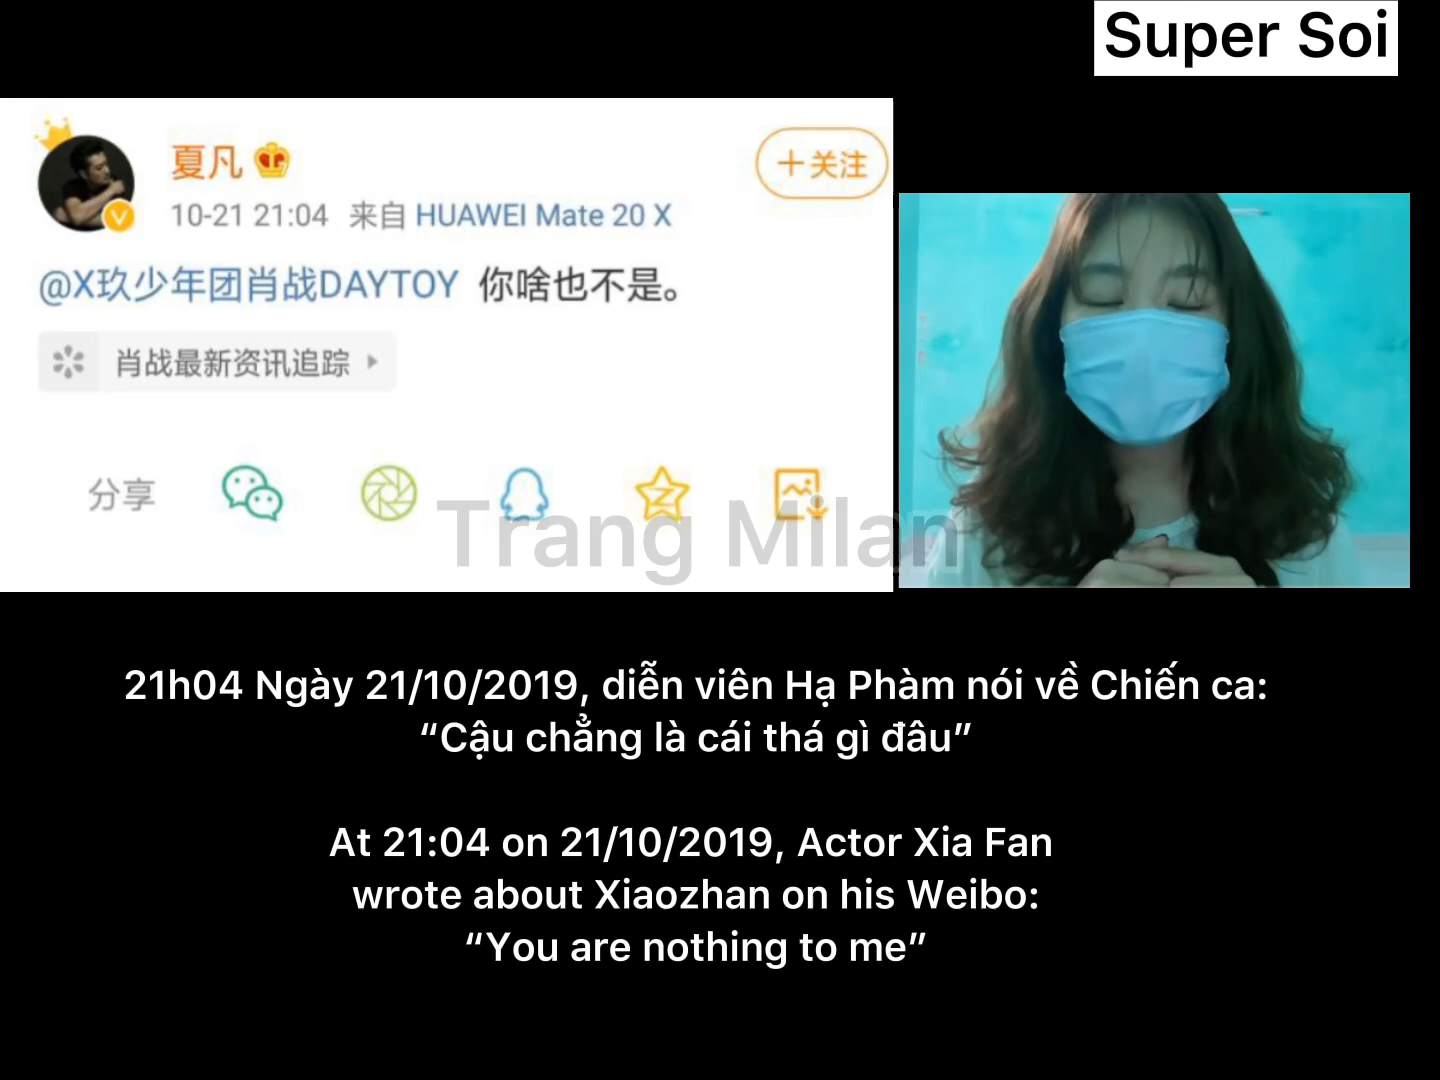 Super Soi
夏凡
10-21 21:04 来自 HUAWEI Mate 20 X
+关注
@X玖少年团肖战DAYTOY 你啥也不是。
肖战最新资讯追踪
分享
Trang Milan
21h04 Ngày 21/10/2019, diễn viên Hạ Phàm nói về Chiến ca:
“Cậu chẳng là cái thá gì đâu”
At 21:04 on 21/10/2019, Actor Xia Fan
wrote about Xiaozhan on his Weibo:
“You are nothing to me”